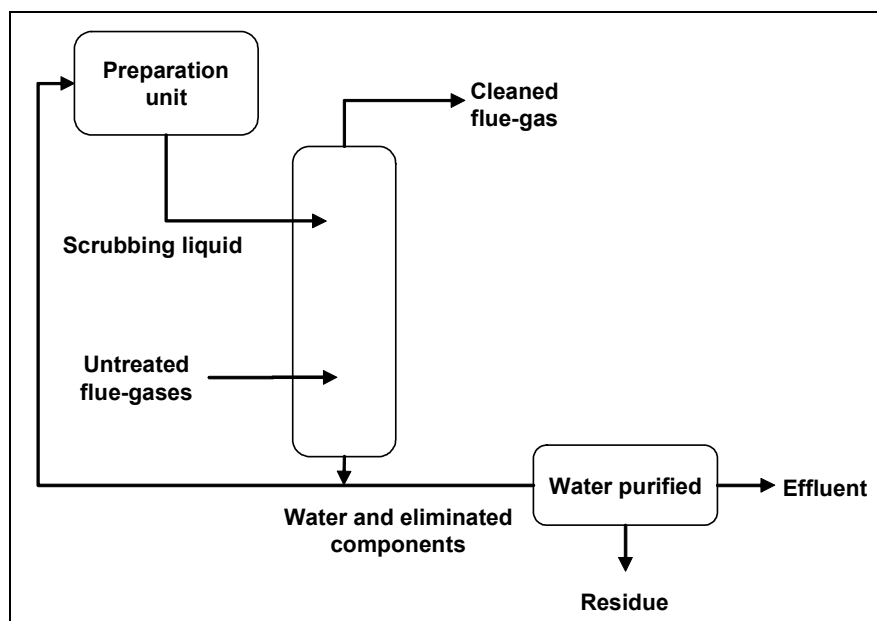 Preparation
unit
Cleaned
flue-gas
Scrubbing liquid
Untreated
flue-gases
Water purified
Effluent
Water and eliminated
components
Residue